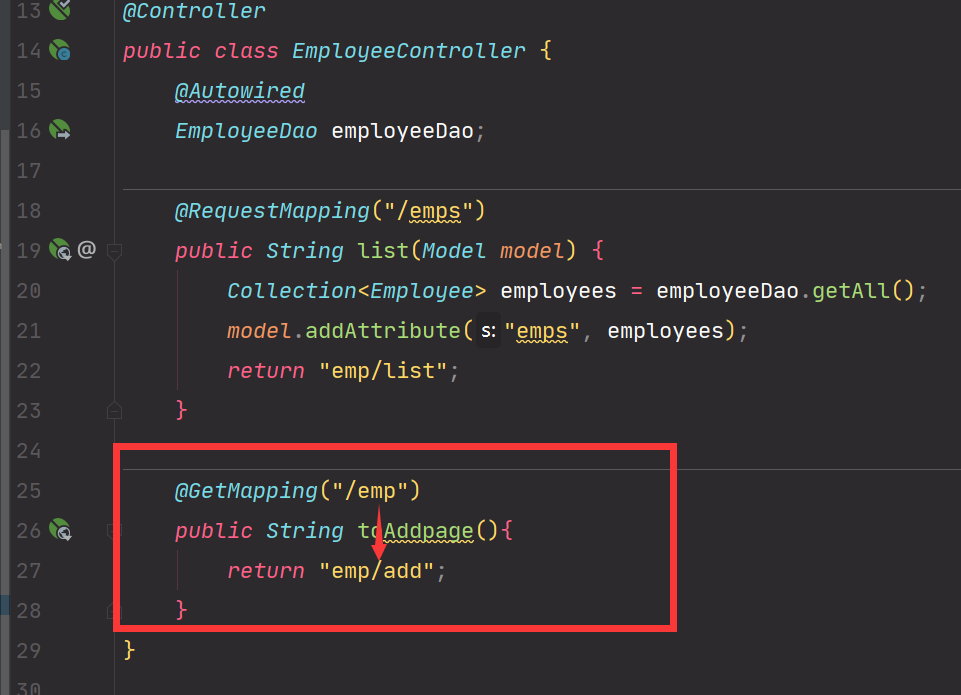 13 @Controller
14 public class EmployeeController {
15 @Autowired
16 EmployeeDao employeeDao;
17
18 @RequestMapping("/emps")
19 @ public String list(Model model) {
20 Collection<Employee> employees = employeeDao.getAll();
21 model.addAttribute( s: "emps", employees);
22 return "emp/list";
23 }
24
25 @GetMapping("/emp")
26 public String toAddpage(){
27 return "emp/add";
28 }
29 }
30